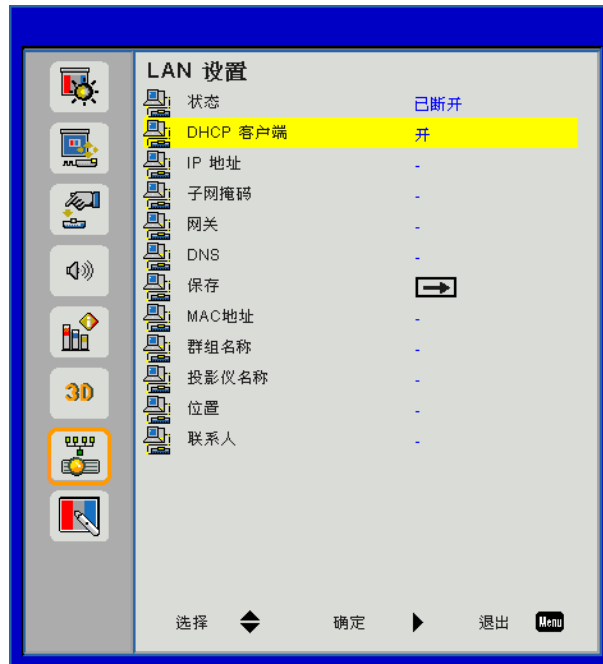 LAN 设置
状态 已断开
DHCP 客户端 开
IP 地址 -
子网掩码 -
网关 -
DNS -
保存
MAC地址 -
群组名称 -
投影仪名称 -
位置 -
联系人 -
3D
选择 确定 退出 Menu